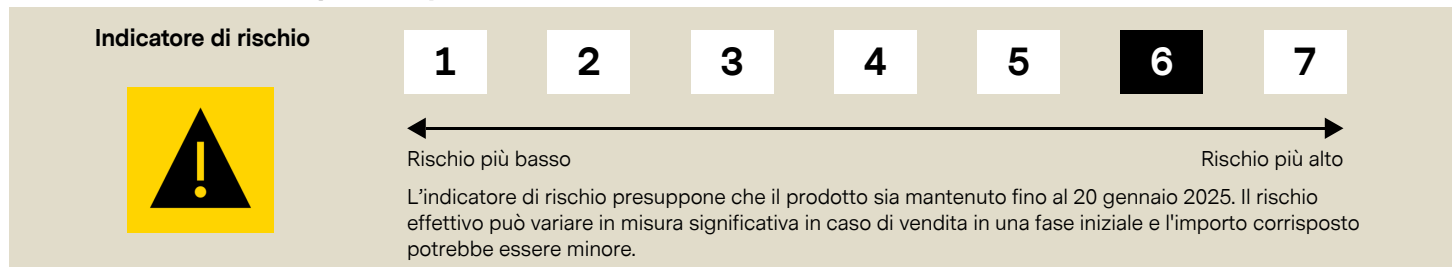 Indicatore di rischio
1 2 3 4 5 6 7
Rischio più basso Rischio più alto
L'indicatore di rischio presuppone che il prodotto sia mantenuto fino al 20 gennaio 2025. Il rischio
effettivo può variare in misura significativa in caso di vendita in una fase iniziale e l'importo corrisposto
potrebbe essere minore.